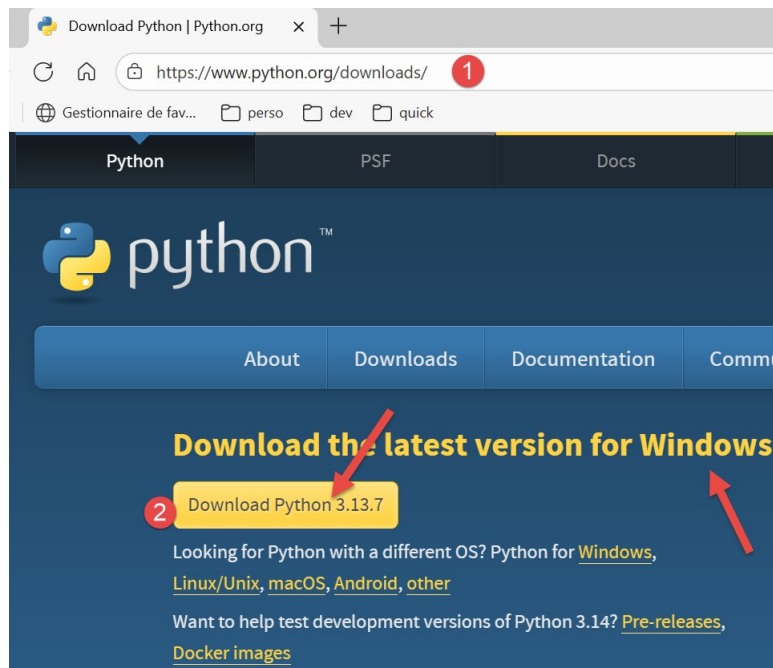 Download Python | Python.org
https://www.python.org/downloads/ 1
Gestionnaire de fav... perso dev quick
Python PSF Docs
python™
About Downloads Documentation Commu
Download the latest version for Windows
2 Download Python 3.13.7
Looking for Python with a different OS? Python for Windows,
Linux/Unix, macOS, Android, other
Want to help test development versions of Python 3.14? Pre-releases,
Docker images